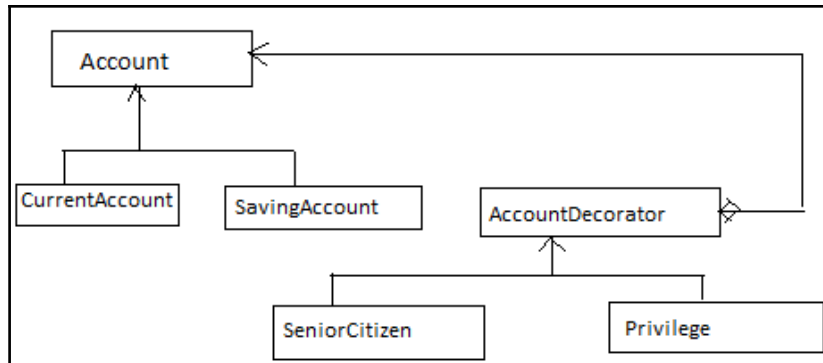 Account
CurrentAccount
SavingAccount
AccountDecorator
SeniorCitizen
Privilege